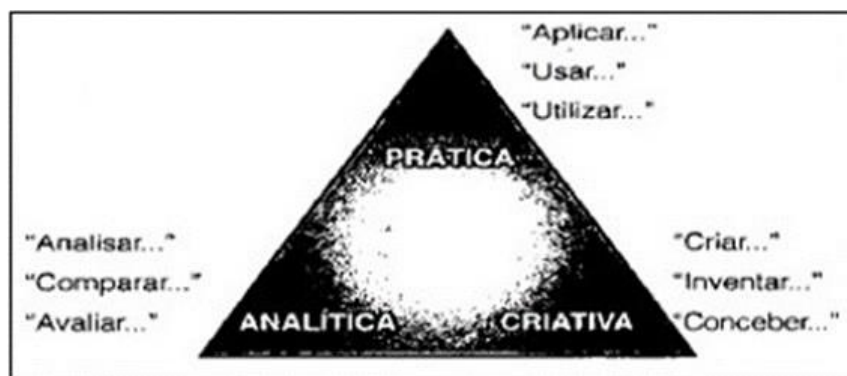 “Aplicar...”
“Usar...”
“Utilizar...”
PRÁTICA
“Analisar...”
“Comparar...”
“Avaliar...”
ANALÍTICA
CRIATIVA
“Criar...”
“Inventar...”
“Conceber...”